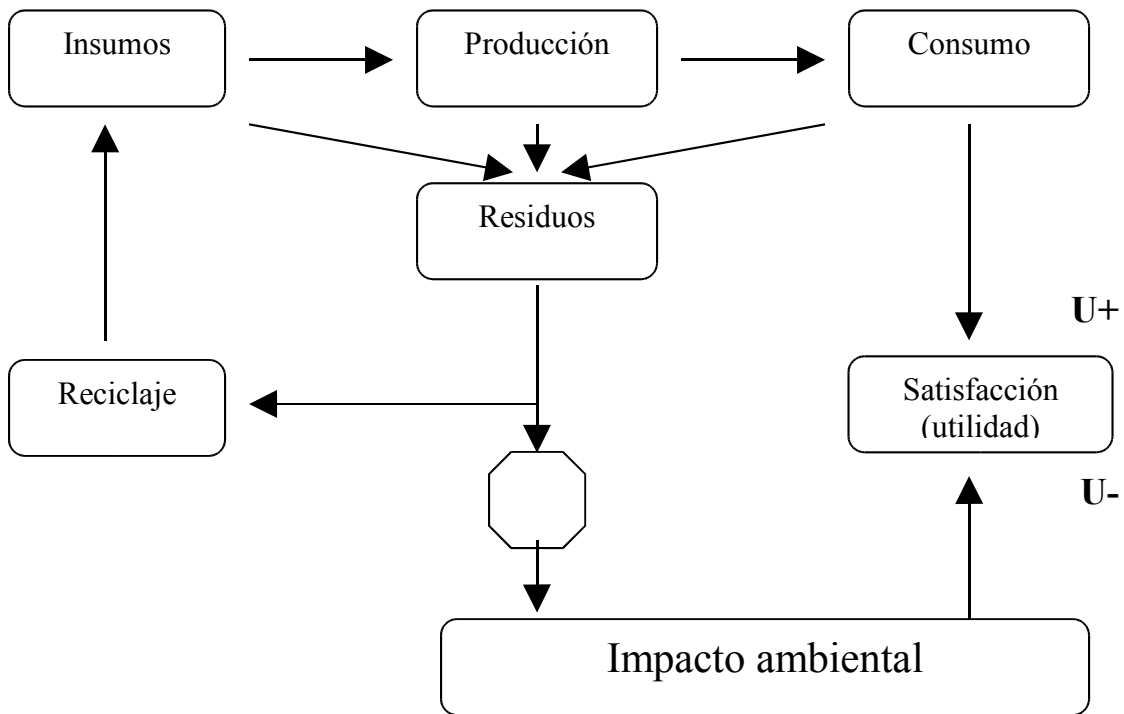 Insumos
Producción
Consumo
Residuos
U+
Reciclaje
Satisfacción
(utilidad)
U-
Impacto ambiental